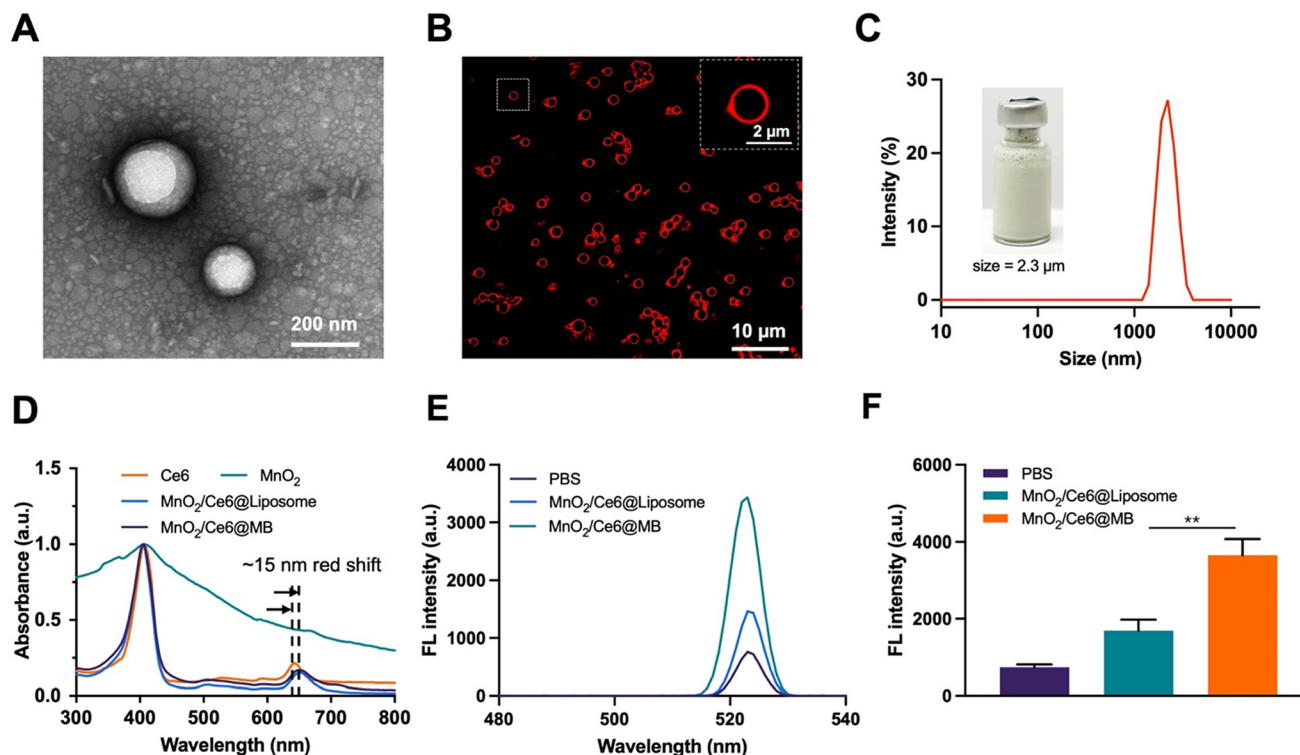 A
200 nm
B
2 µm
10 µm
C
Intensity (%)
30
20
10
0
size = 2.3 µm
10
100
1000
10000
Size (nm)
D
Absorbance (a.u.)
1.5
1.0
0.5
0.0
Ce6
MnO₂
MnO₂/Ce6@Liposome
MnO₂/Ce6@MB
~15 nm red shift
300
400
500
600
700
800
Wavelength (nm)
E
FL intensity (a.u.)
4000
3000
2000
1000
0
PBS
MnO₂/Ce6@Liposome
MnO₂/Ce6@MB
480
500
520
540
Wavelength (nm)
F
FL intensity (a.u.)
6000
4000
2000
0
PBS
MnO₂/Ce6@Liposome
MnO₂/Ce6@MB
**